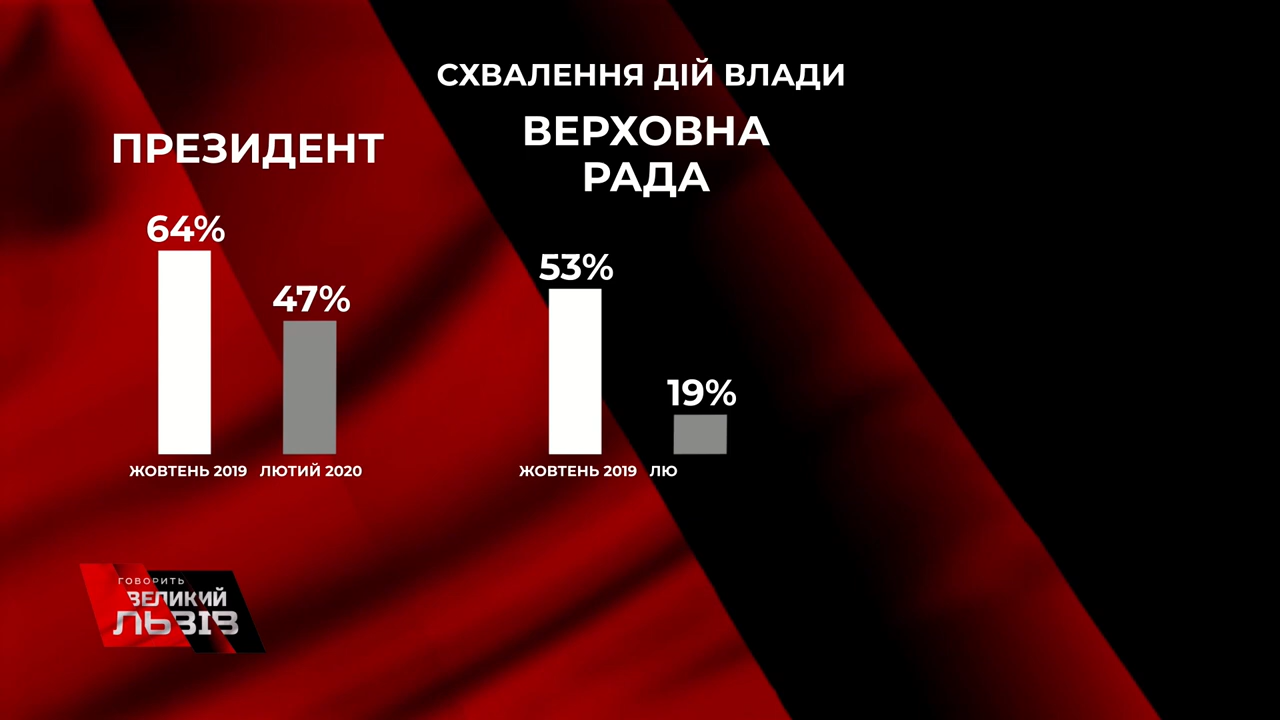 СХВАЛЕННЯ ДІЙ ВЛАДИ
ПРЕЗИДЕНТ
64%
47%
ЖОВТЕНЬ 2019 ЛЮТИЙ 2020
ВЕРХОВНА
РАДА
53%
19%
ЖОВТЕНЬ 2019 ЛЮ
ГОВОРИТЬ
ВЕЛИКИЙ
ЛЬВІВ